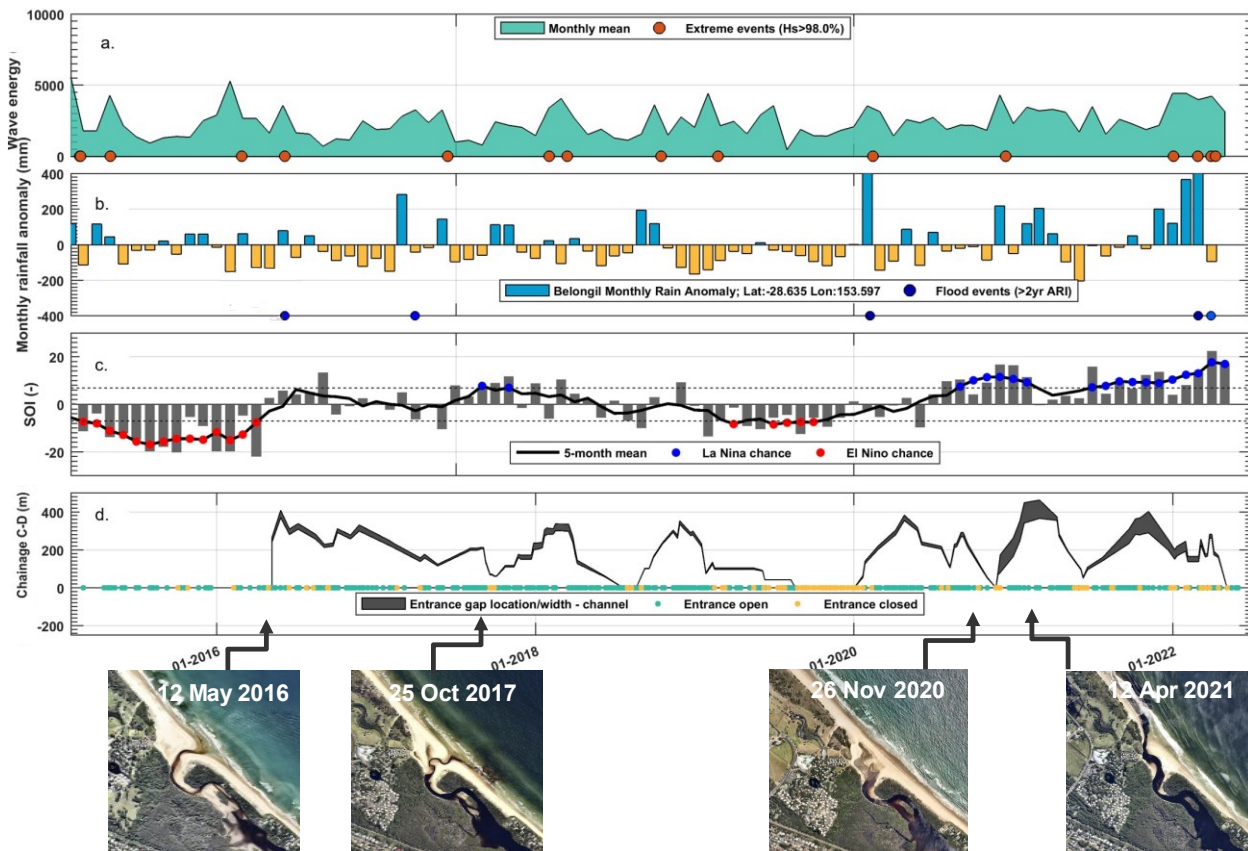 10000
a.
Monthly mean
Extreme events (Hs>98.0%)
5000
0
Wave energy
400
b.
200
0
-200
-400
Belongil Monthly Rain Anomaly; Lat:-28.635 Lon:153.597
Flood events (>2yr ARI)
Monthly rainfall anomaly (mm)
20
c.
0
-20
SOI (-)
5-month mean
La Nina chance
El Nino chance
400
d.
200
0
-200
Chainage C-D (m)
Entrance gap location/width - channel
Entrance open
Entrance closed
01-2016
01-2018
01-2020
01-2022
12 May 2016
25 Oct 2017
26 Nov 2020
12 Apr 2021